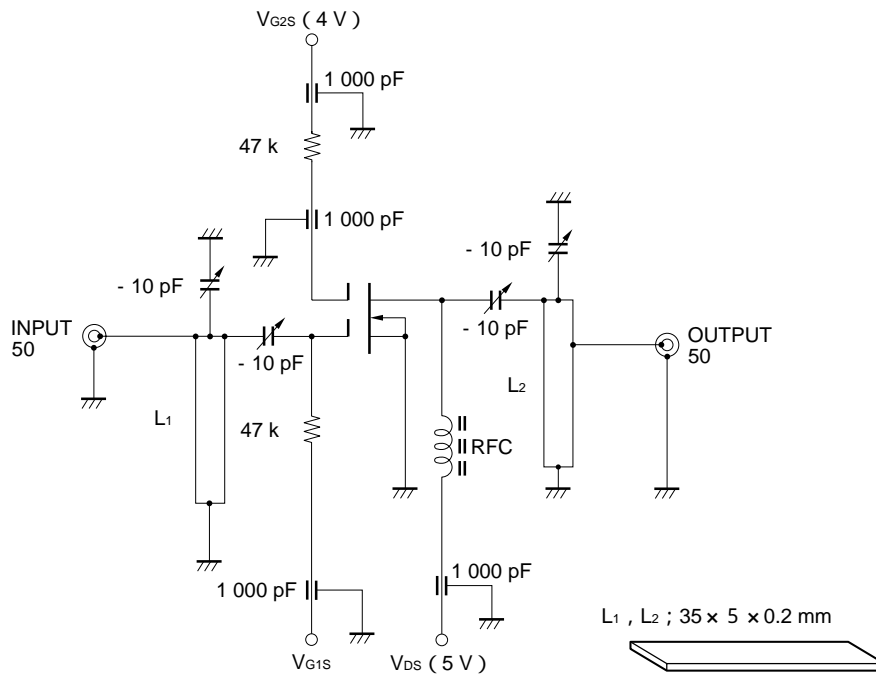 VG2S ( 4 V )
1 000 pF
47 k
1 000 pF
- 10 pF
- 10 pF
INPUT
50
- 10 pF
- 10 pF
OUTPUT
50
L1
47 k
L2
RFC
1 000 pF
1 000 pF
VG1S
VDS ( 5 V )
L1 , L2 ; 35 × 5 × 0.2 mm